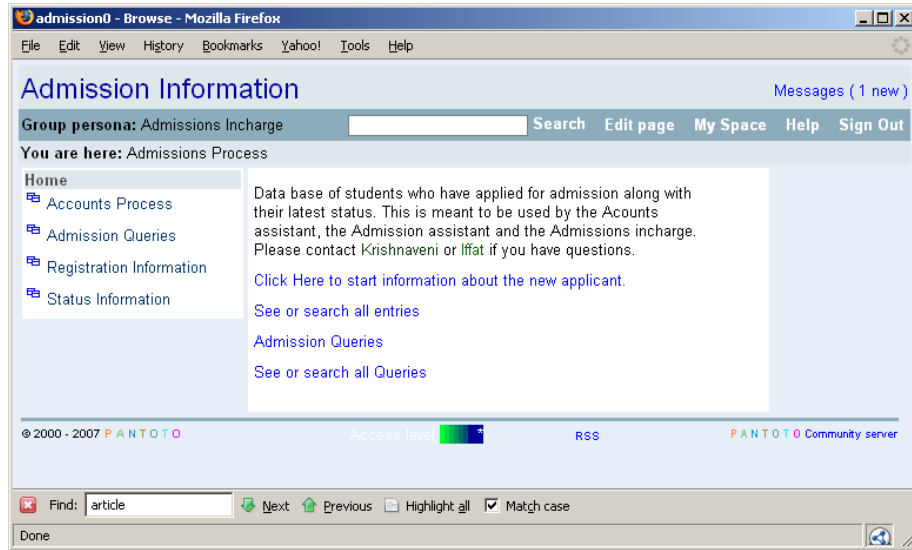 admission0 - Browse - Mozilla Firefox
File Edit View History Bookmarks Yahoo! Tools Help
Admission Information
Messages ( 1 new )
Group persona: Admissions Incharge Search Edit page My Space Help Sign Out
You are here: Admissions Process
Home
Accounts Process
Admission Queries
Registration Information
Status Information
Data base of students who have applied for admission along with
their latest status. This is meant to be used by the Acounts
assistant, the Admission assistant and the Admissions incharge.
Please contact Krishnaveni or Iffat if you have questions.
Click Here to start information about the new applicant.
See or search all entries
Admission Queries
See or search all Queries
© 2000 - 2007 P A N T O T O Access level * RSS P A N T O T O Community server
Find: article Next Previous Highlight all Match case
Done